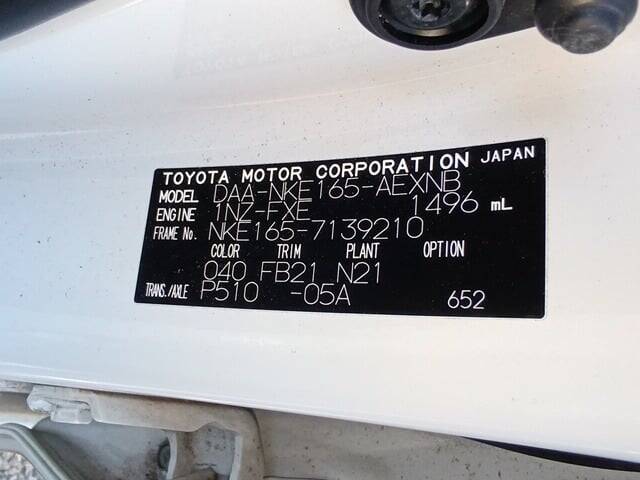 TOYOTA MOTOR CORPORATION JAPAN
MODEL DAA-NKE165-AEXNB
ENGINE 1NZ-FXE 1496 mL
FRAME No. NKE165-7139210
COLOR TRIM PLANT OPTION
040 FB21 N21
TRANS./AXLE P510 -05A 652